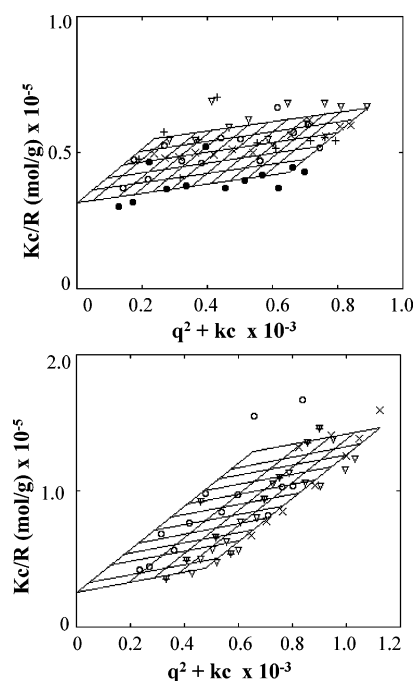 1.0
0.5
0
Kc/R (mol/g) x 10⁻⁵
0 0.2 0.4 0.6 0.8 1.0
q² + kc x 10⁻³
2.0
1.0
0.0
Kc/R (mol/g) x 10⁻⁵
0 0.2 0.4 0.6 0.8 1.0 1.2
q² + kc x 10⁻³